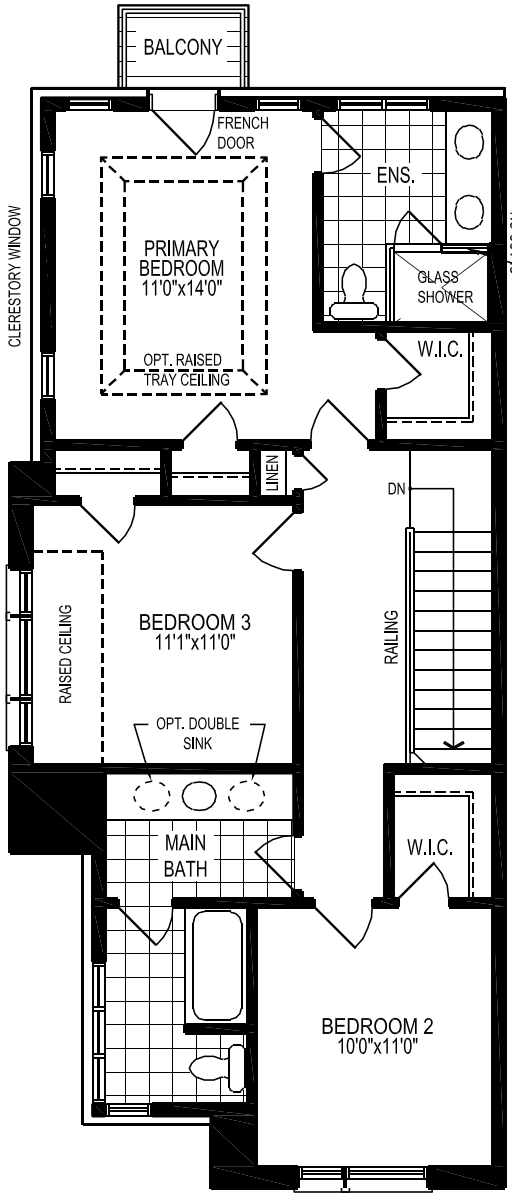 BALCONY
FRENCH
DOOR
ENS.
CLERESTORY WINDOW
PRIMARY
BEDROOM
11'0"x14'0"
GLASS
SHOWER
OPT. RAISED
TRAY CEILING
W.I.C.
LINEN
DN
BEDROOM 3
11'1"x11'0"
RAISED CEILING
RAILING
OPT. DOUBLE
SINK
MAIN
BATH
W.I.C.
BEDROOM 2
10'0"x11'0"